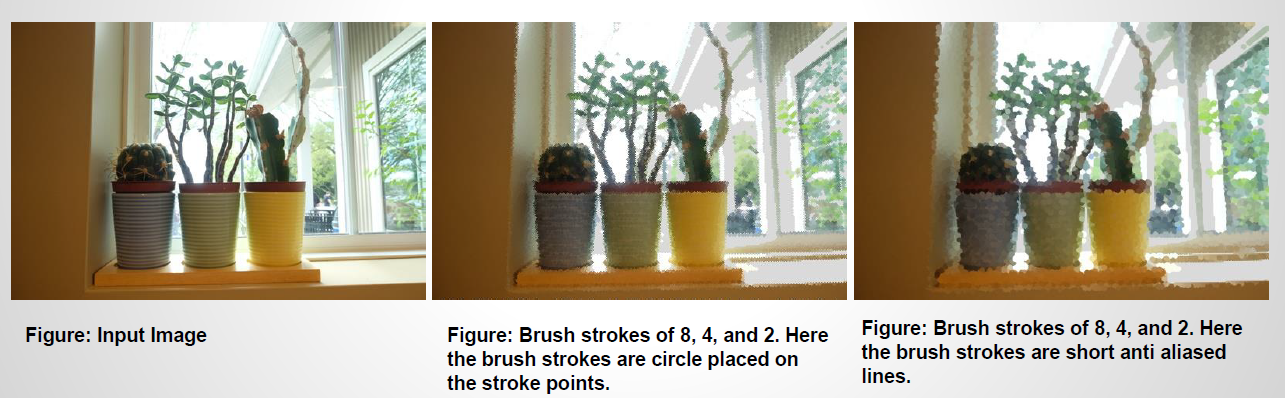 Figure: Input Image
Figure: Brush strokes of 8, 4, and 2. Here
the brush strokes are circle placed on
the stroke points.
Figure: Brush strokes of 8, 4, and 2. Here
the brush strokes are short anti aliased
lines.